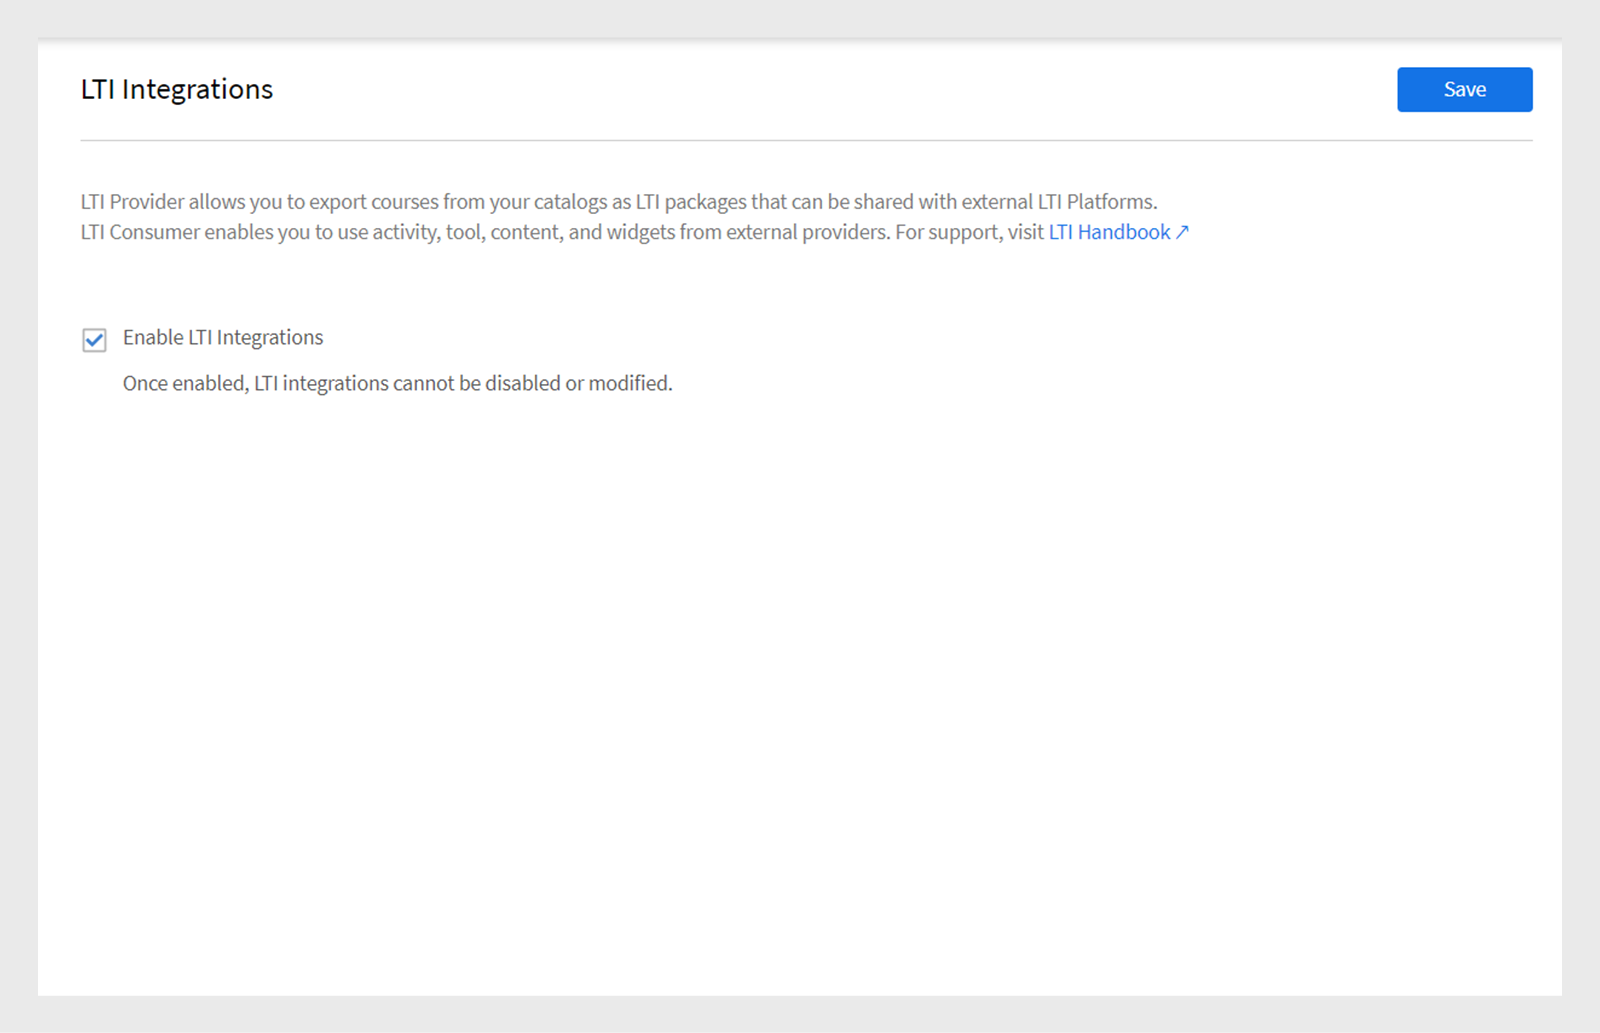 LTI Integrations
Save
LTI Provider allows you to export courses from your catalogs as LTI packages that can be shared with external LTI Platforms.
LTI Consumer enables you to use activity, tool, content, and widgets from external providers. For support, visit LTI Handbook ↗
Enable LTI Integrations
Once enabled, LTI integrations cannot be disabled or modified.